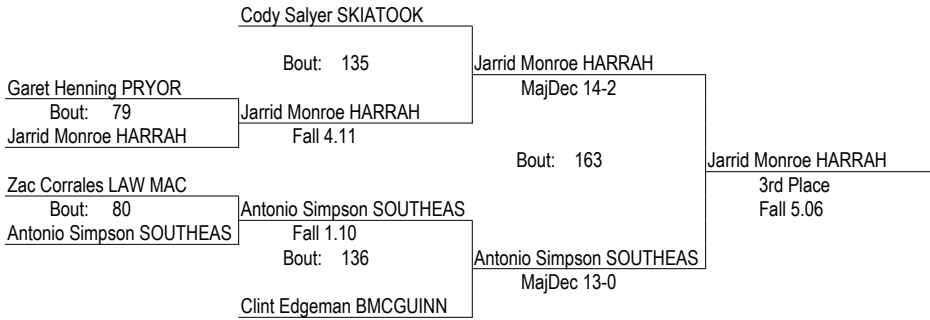 Cody Salyer SKIATOOK
Bout: 135
Jarrid Monroe HARRAH
Garet Henning PRYOR
MajDec 14-2
Bout: 79
Jarrid Monroe HARRAH
Jarrid Monroe HARRAH
Fall 4.11
Bout: 163
Jarrid Monroe HARRAH
Zac Corrales LAW MAC
3rd Place
Bout: 80
Antonio Simpson SOUTHEAS
Fall 5.06
Antonio Simpson SOUTHEAS
Fall 1.10
Bout: 136
Antonio Simpson SOUTHEAS
MajDec 13-0
Clint Edgeman BMCGUINN